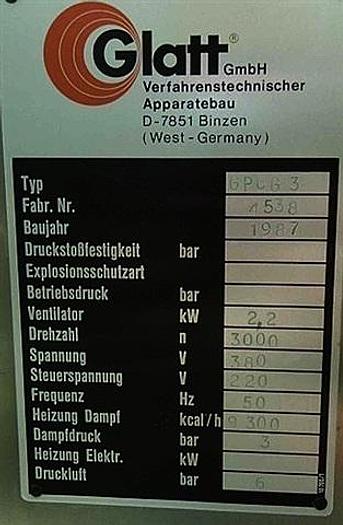 Glatt® GmbH
Verfahrenstechnischer
Apparatebau
D-7851 Binzen
(West-Germany)
Typ GPCG 3
Fabr. Nr. 1538
Baujahr 1987
Druckstoßfestigkeit bar
Explosionsschutzart
Betriebsdruck bar
Ventilator kW 2,2
Drehzahl n 3000
Spannung V 380
Steuerspannung V 220
Frequenz Hz 50
Heizung Dampf kcal/h 9300
Dampfdruck bar 3
Heizung Elektr. kW
Druckluft bar 6